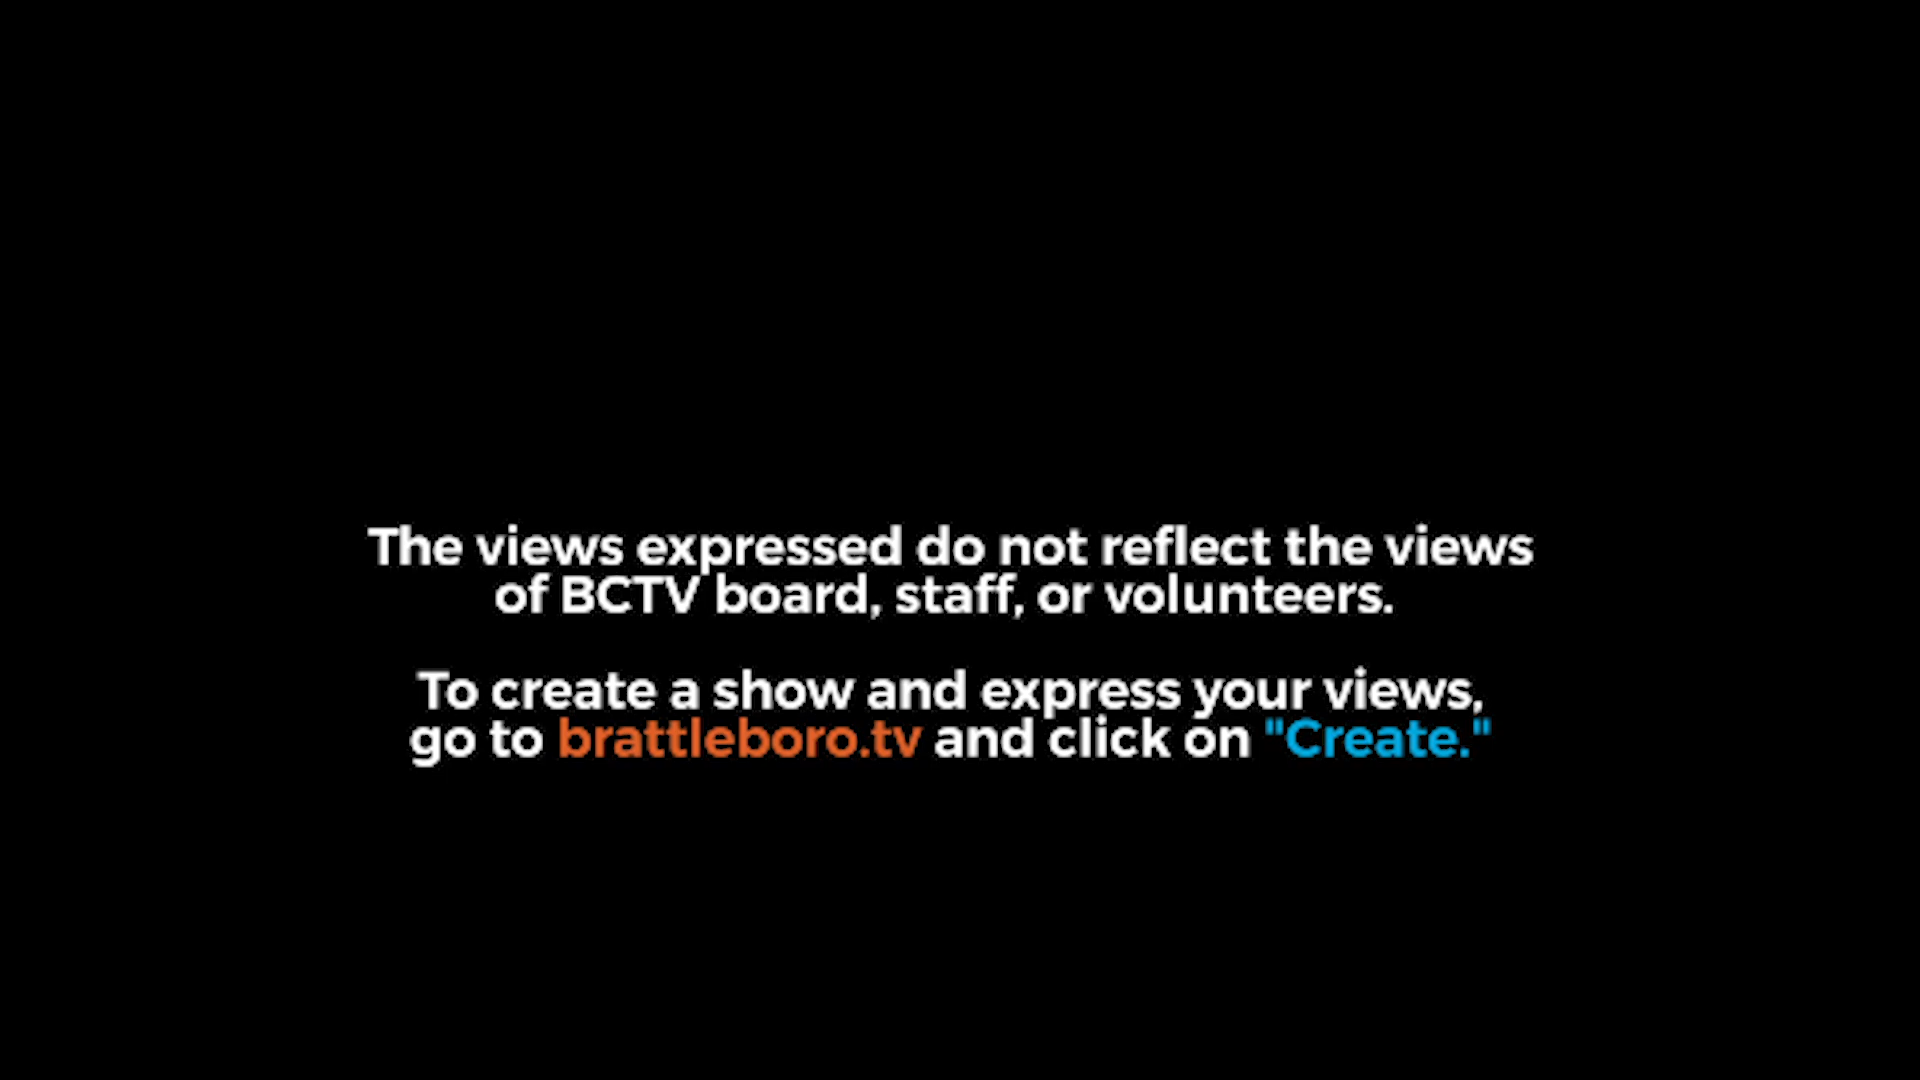 The views expressed do not reflect the views
of BCTV board, staff, or volunteers.
To create a show and express your views,
go to brattleboro.tv and click on "Create."